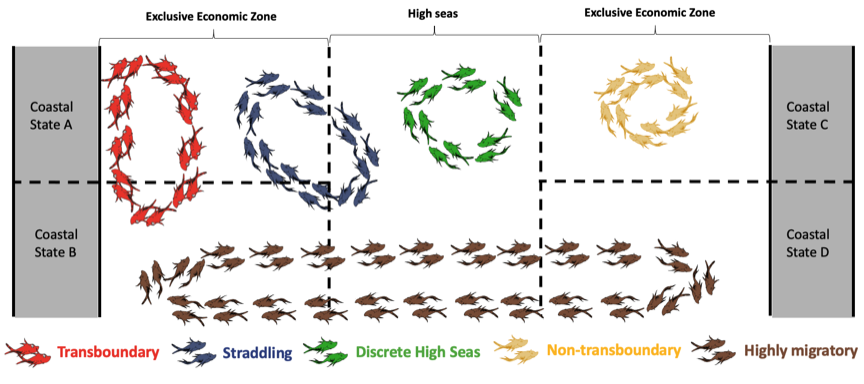 Exclusive Economic Zone
High seas
Exclusive Economic Zone
Coastal
State A
Coastal
State C
Coastal
State B
Coastal
State D
Transboundary
Straddling
Discrete High Seas
Non-transboundary
Highly migratory